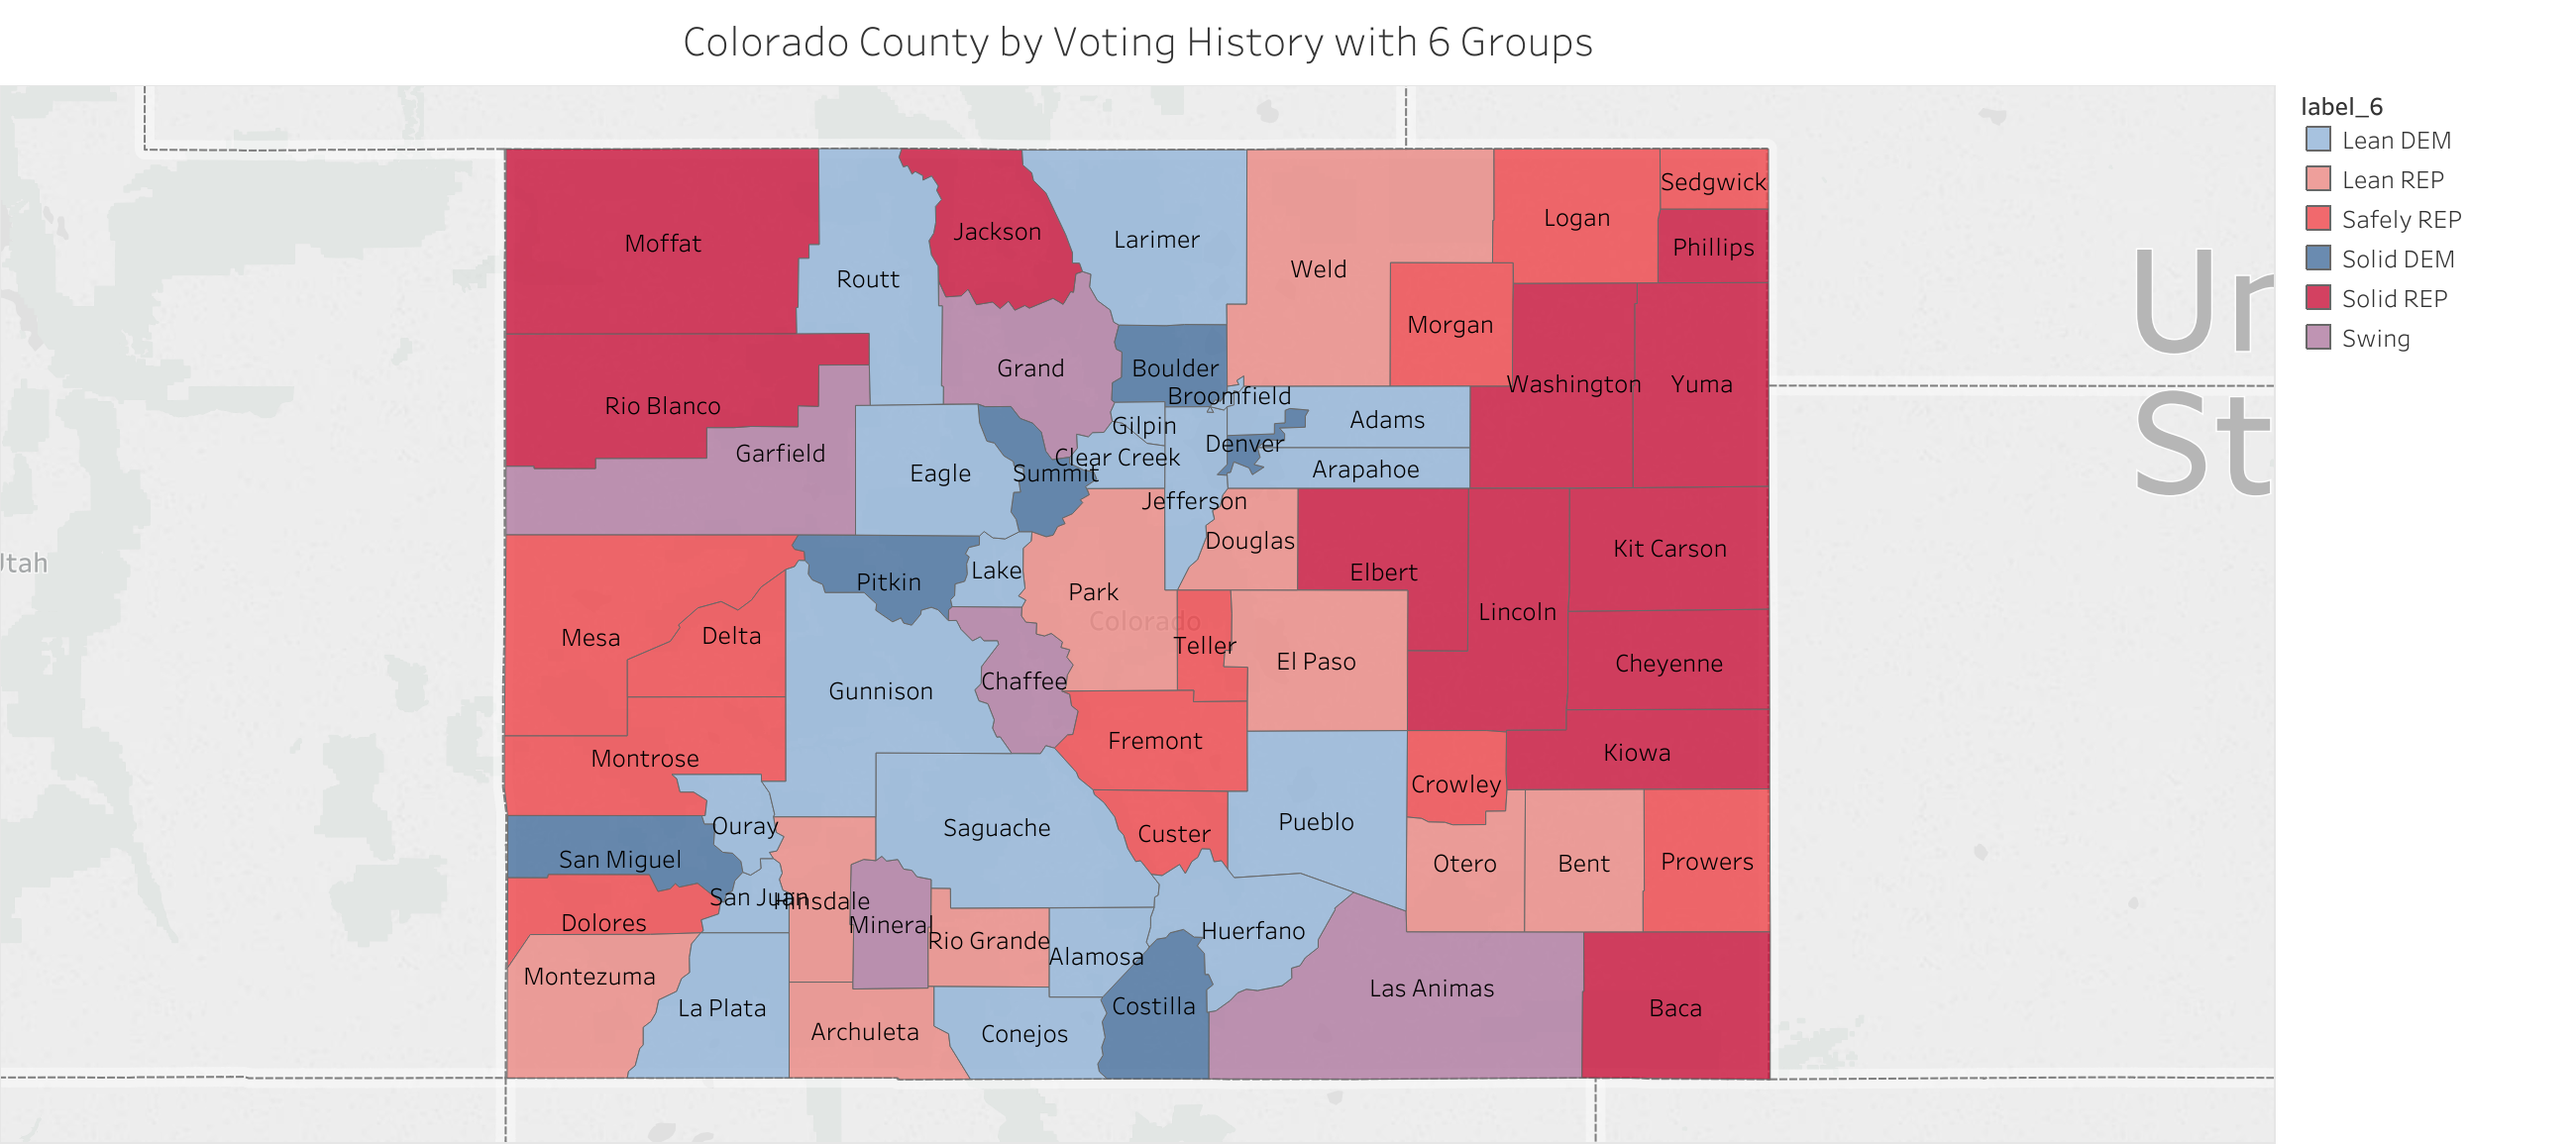 Colorado County by Voting History with 6 Groups
label_6
Lean DEM
Lean REP
Safely REP
Solid DEM
Solid REP
Swing
Sedgwick
Logan
Jackson
Larimer
Moffat
Phillips
Weld
Routt
Morgan
Grand
Boulder
Washington
Yuma
Broomfield
Rio Blanco
Adams
Gilpin
Denver
Garfield
Clear Creek
Eagle
Summit
Arapahoe
Jefferson
Douglas
Kit Carson
Lake
Elbert
Pitkin
Park
Lincoln
Colorado
Mesa
Delta
Teller
El Paso
Cheyenne
Chaffee
Gunnison
Fremont
Kiowa
Montrose
Crowley
Pueblo
Ouray
Saguache
Custer
San Miguel
Otero
Bent
Prowers
San Juan
Hinsdale
Dolores
Mineral
Huerfano
Rio Grande
Alamosa
Montezuma
Las Animas
La Plata
Costilla
Baca
Archuleta
Conejos